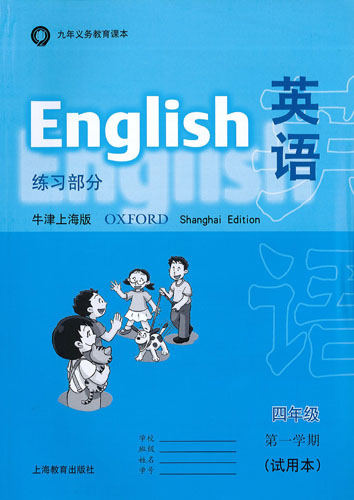 九年义务教育课本
English
英语
练习部分
牛津上海版 OXFORD Shanghai Edition
四年级
第一学期
(试用本)
学校
班级
姓名
学号
上海教育出版社